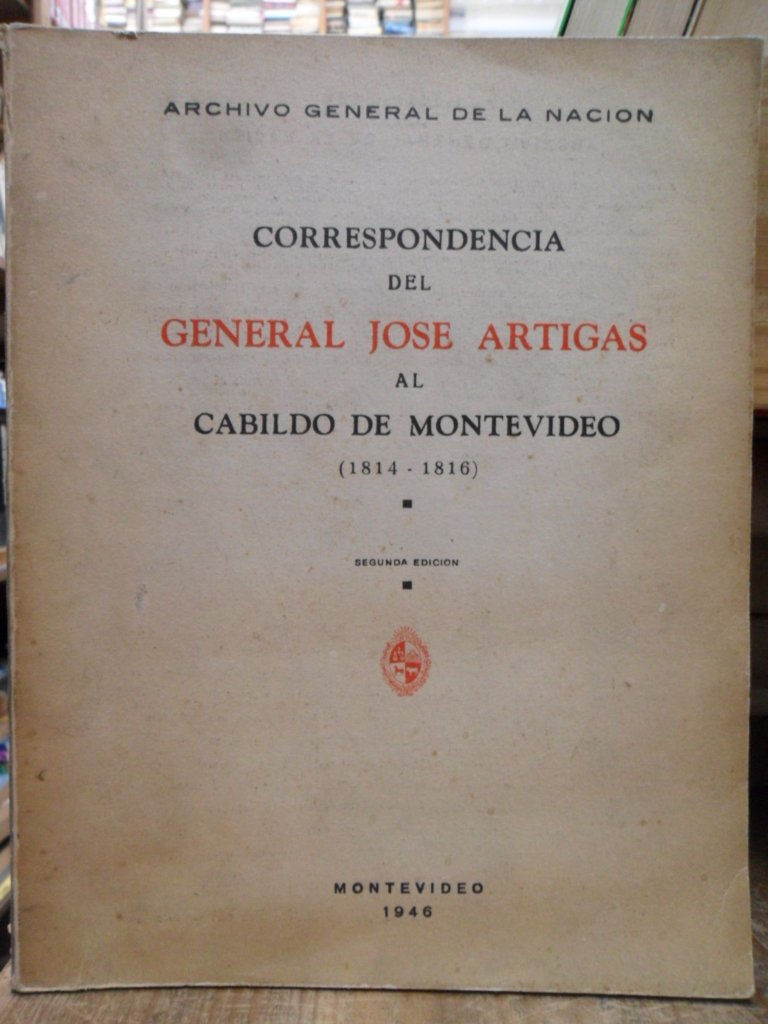 ARCHIVO GENERAL DE LA NACION
CORRESPONDENCIA
DEL
GENERAL JOSE ARTIGAS
AL
CABILDO DE MONTEVIDEO
(1814 - 1816)
SEGUNDA EDICION
MONTEVIDEO
1946